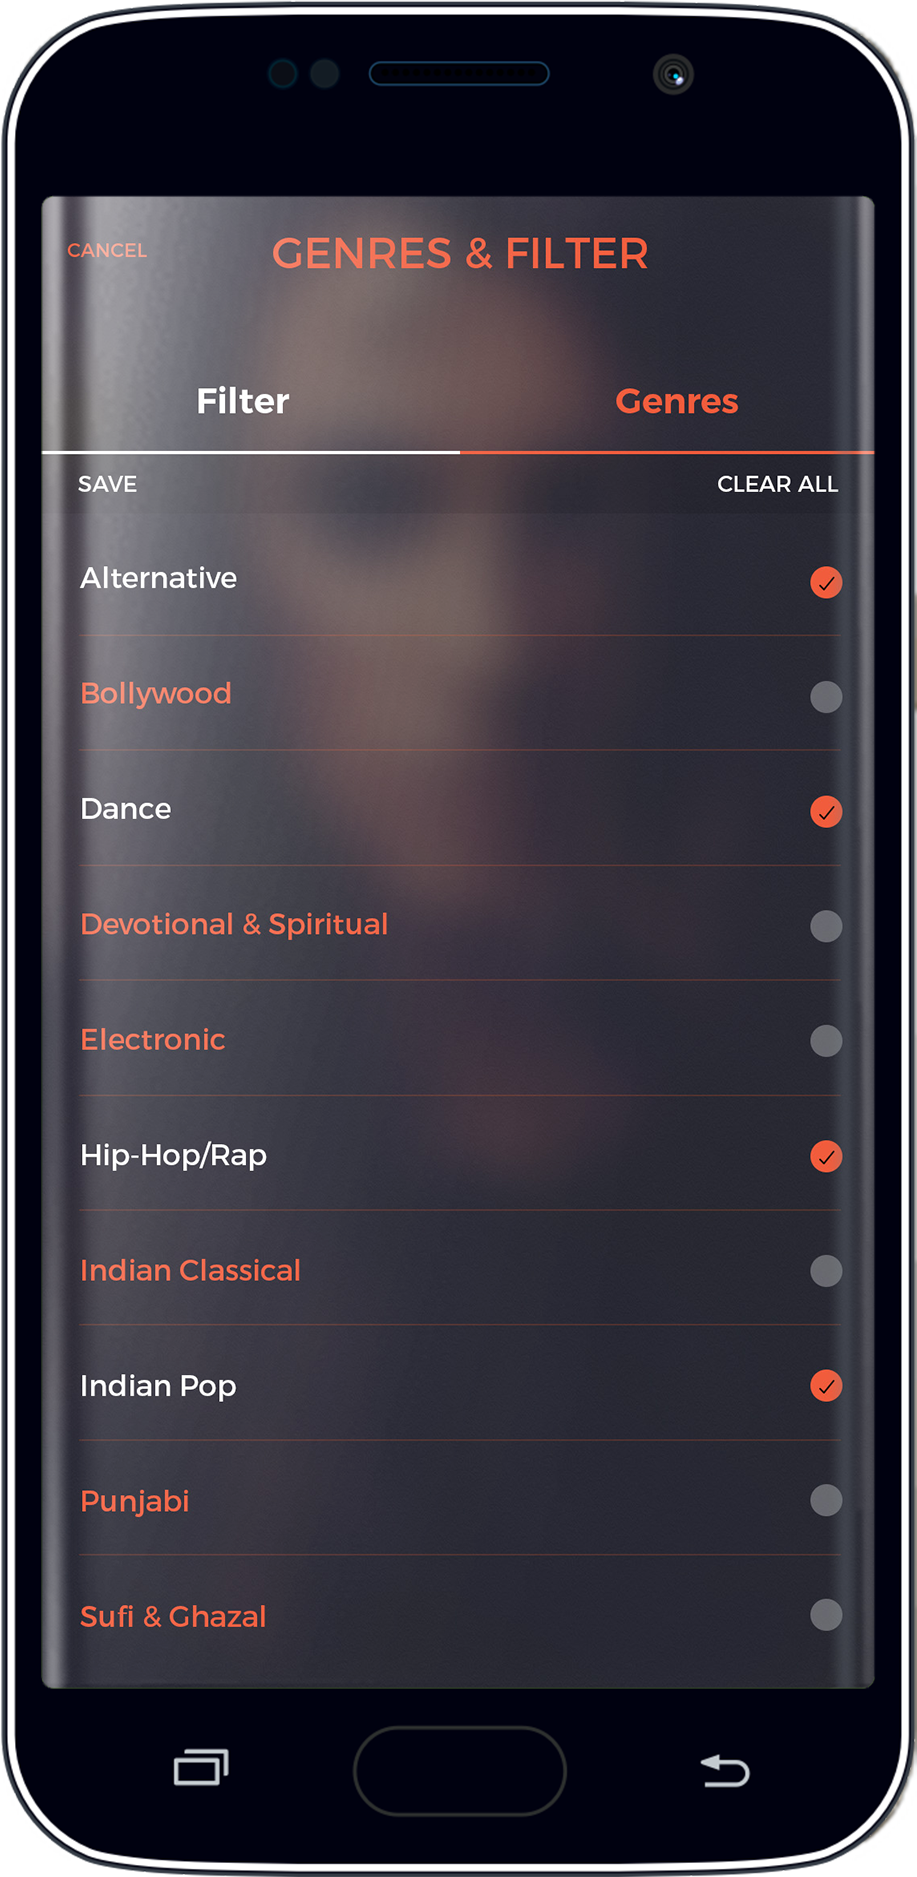 CANCEL GENRES & FILTER
Filter Genres
SAVE CLEAR ALL
Alternative
Bollywood
Dance
Devotional & Spiritual
Electronic
Hip-Hop/Rap
Indian Classical
Indian Pop
Punjabi
Sufi & Ghazal